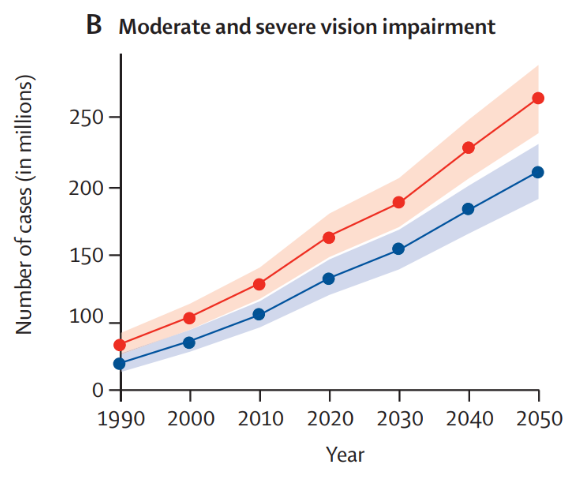 B Moderate and severe vision impairment
Number of cases (in millions)
250
200
150
100
0
1990 2000 2010 2020 2030 2040 2050
Year